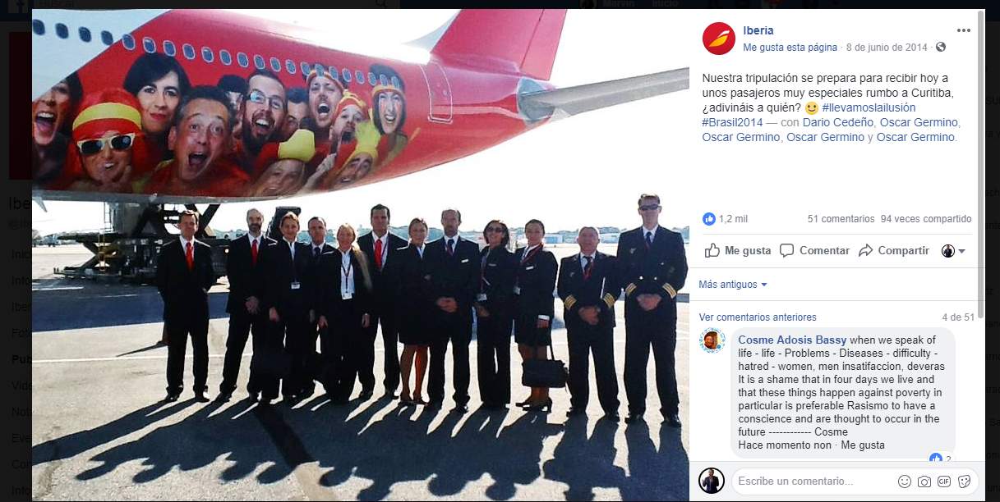 Buscar
Marvin Inicio
Iberia
Me gusta esta página · 8 de junio de 2014 ·
Nuestra tripulación se prepara para recibir hoy a
unos pasajeros muy especiales rumbo a Curitiba,
¿adivináis a quién? 🙂 #llevamoslailusión
#Brasil2014 — con Dario Cedeño, Oscar Germino,
Oscar Germino, Oscar Germino y Oscar Germino.
1,2 mil 51 comentarios 94 veces compartido
Me gusta Comentar Compartir
Más antiguos
Ver comentarios anteriores 4 de 51
Cosme Adosis Bassy when we speak of
life - life - Problems - Diseases - difficulty -
hatred - women, men insatifaccion, deveras
It is a shame that in four days we live and
that these things happen against poverty in
particular is preferable Rasismo to have a
conscience and are thought to occur in the
future ------------ Cosme
Hace momento non · Me gusta
2
Escribe un comentario...
GIF